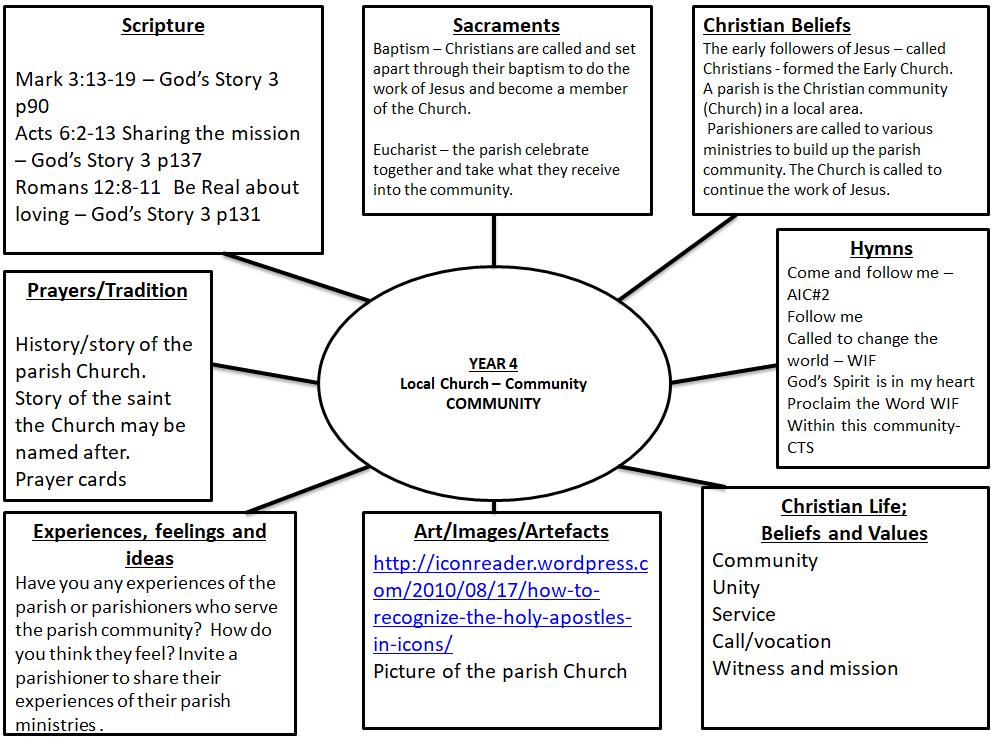 Scripture
Mark 3:13-19 – God's Story 3
p90
Acts 6:2-13 Sharing the mission
– God's Story 3 p137
Romans 12:8-11  Be Real about
loving – God's Story 3 p131
Sacraments
Baptism – Christians are called and set
apart through their baptism to do the
work of Jesus and become a member
of the Church.
Eucharist – the parish celebrate
together and take what they receive
into the community.
Christian Beliefs
The early followers of Jesus – called
Christians - formed the Early Church.
A parish is the Christian community
(Church) in a local area.
Parishioners are called to various
ministries to build up the parish
community. The Church is called to
continue the work of Jesus.
Prayers/Tradition
History/story of the
parish Church.
Story of the saint
the Church may be
named after.
Prayer cards
YEAR 4
Local Church – Community
COMMUNITY
Hymns
Come and follow me –
AIC#2
Follow me
Called to change the
world – WIF
God's Spirit is in my heart
Proclaim the Word WIF
Within this community-
CTS
Experiences, feelings and
ideas
Have you any experiences of the
parish or parishioners who serve
the parish community?  How do
you think they feel? Invite a
parishioner to share their
experiences of their parish
ministries .
Art/Images/Artefacts
http://iconreader.wordpress.c
om/2010/08/17/how-to-
recognize-the-holy-apostles-
in-icons/
Picture of the parish Church
Christian Life;
Beliefs and Values
Community
Unity
Service
Call/vocation
Witness and mission